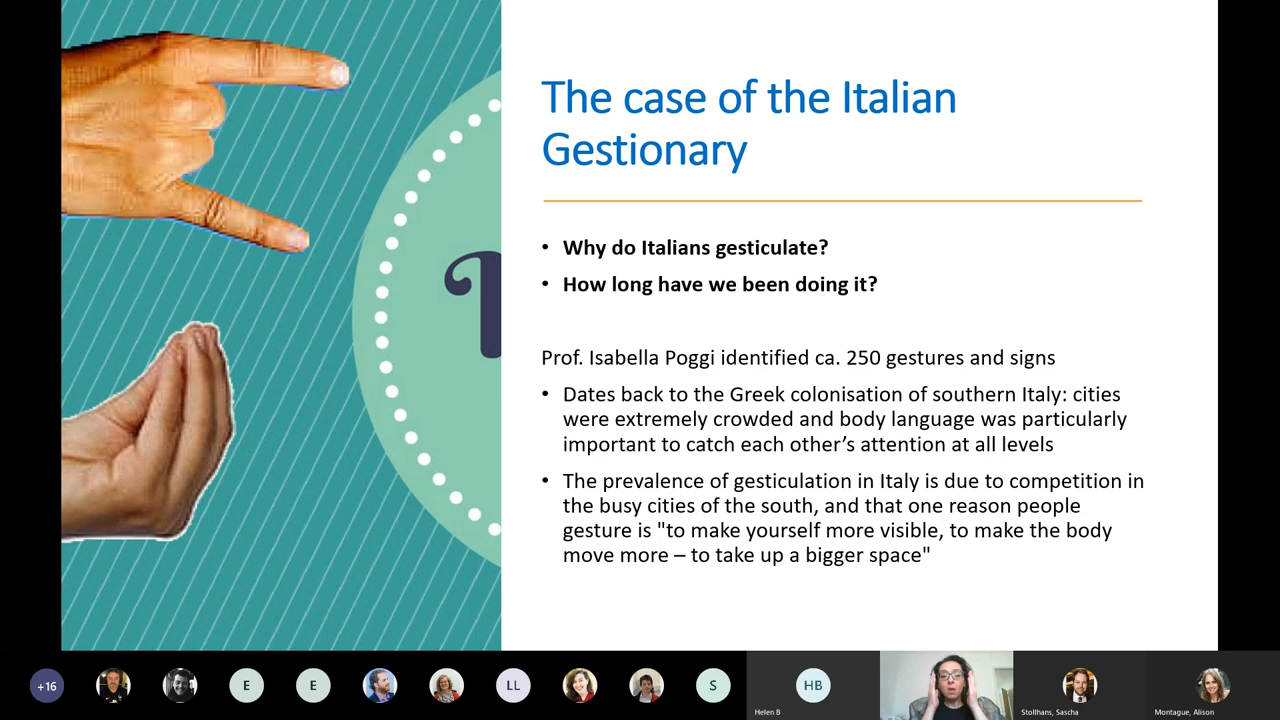 The case of the Italian
Gestionary
• Why do Italians gesticulate?
• How long have we been doing it?
Prof. Isabella Poggi identified ca. 250 gestures and signs
• Dates back to the Greek colonisation of southern Italy: cities
were extremely crowded and body language was particularly
important to catch each other’s attention at all levels
• The prevalence of gesticulation in Italy is due to competition in
the busy cities of the south, and that one reason people
gesture is "to make yourself more visible, to make the body
move more – to take up a bigger space"
+16
E
E
LL
S
HB
Helen B
Stollhans, Sascha
Montague, Alison